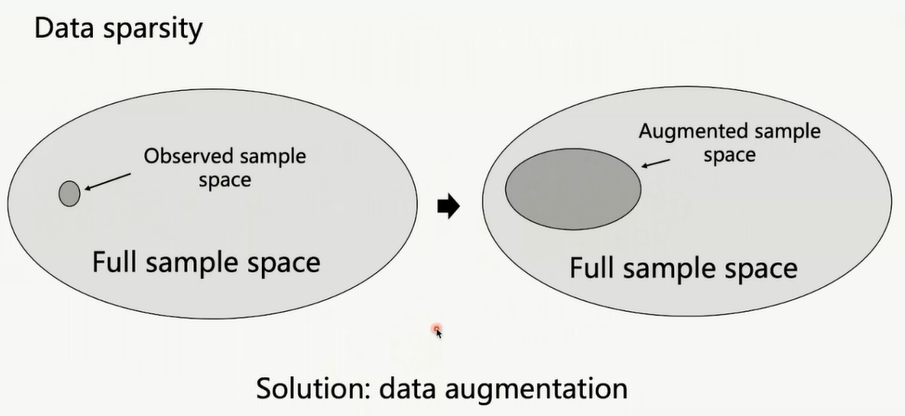 Data sparsity
Observed sample
space
Full sample space
Augmented sample
space
Full sample space
Solution: data augmentation